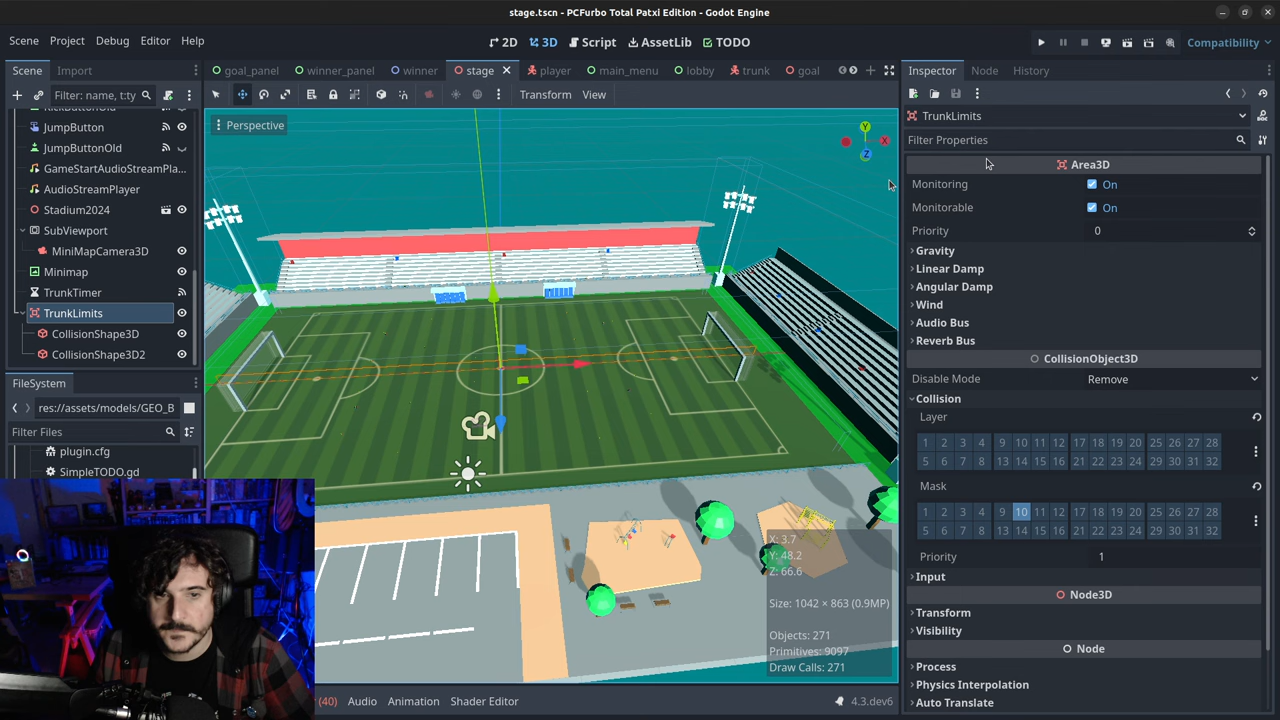 stage.tscn - PCFurbo Total Patxi Edition - Godot Engine
Scene Project Debug Editor Help
2D 3D Script AssetLib TODO
Compatibility
Scene Import
goal_panel winner_panel winner stage player main_menu lobby trunk goal
Inspector Node History
Filter: name, t:ty
Transform View
TrunkLimits
Filter Properties
Perspective
Y X Z
JumpButton
JumpButtonOld
GameStartAudioStreamPla...
AudioStreamPlayer
Stadium2024
SubViewport
MiniMapCamera3D
Minimap
TrunkTimer
TrunkLimits
CollisionShape3D
CollisionShape3D2
FileSystem
res://assets/models/GEO_B
Filter Files
plugin.cfg
SimpleTODO.gd
X: 3.7
Y: 48.2
Z: 66.6
Size: 1042 × 863 (0.9MP)
Objects: 271
Primitives: 9097
Draw Calls: 271
(40) Audio Animation Shader Editor
4.3.dev6
Area3D
Monitoring On
Monitorable On
Priority 0
Gravity
Linear Damp
Angular Damp
Wind
Audio Bus
Reverb Bus
CollisionObject3D
Disable Mode Remove
Collision
Layer
1 2 3 4 9 10 11 12 17 18 19 20 25 26 27 28
5 6 7 8 13 14 15 16 21 22 23 24 29 30 31 32
Mask
1 2 3 4 9 10 11 12 17 18 19 20 25 26 27 28
5 6 7 8 13 14 15 16 21 22 23 24 29 30 31 32
Priority 1
Input
Node3D
Transform
Visibility
Node
Process
Physics Interpolation
Auto Translate